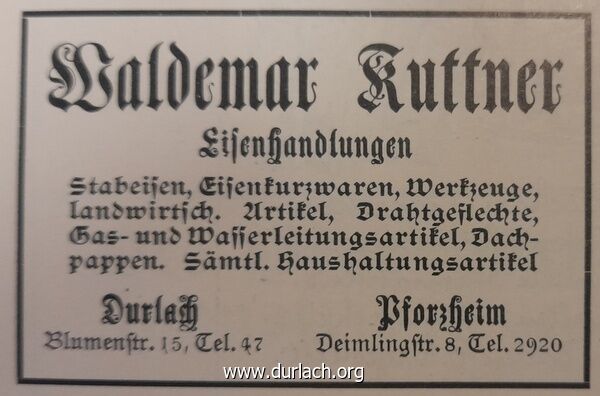 Waldemar Kuttner
Eisenhandlungen
Stabeisen, Eisenkurzwaren, Werkzeuge,
landwirtsch. Artikel, Drahtgeflechte,
Gas- und Wasserleitungsartikel, Dach-
pappen. Sämtl. Haushaltungsartikel
Durlach Pforzheim
Blumenstr. 15, Tel. 47 Deimlingstr. 8, Tel. 2920
www.durlach.org